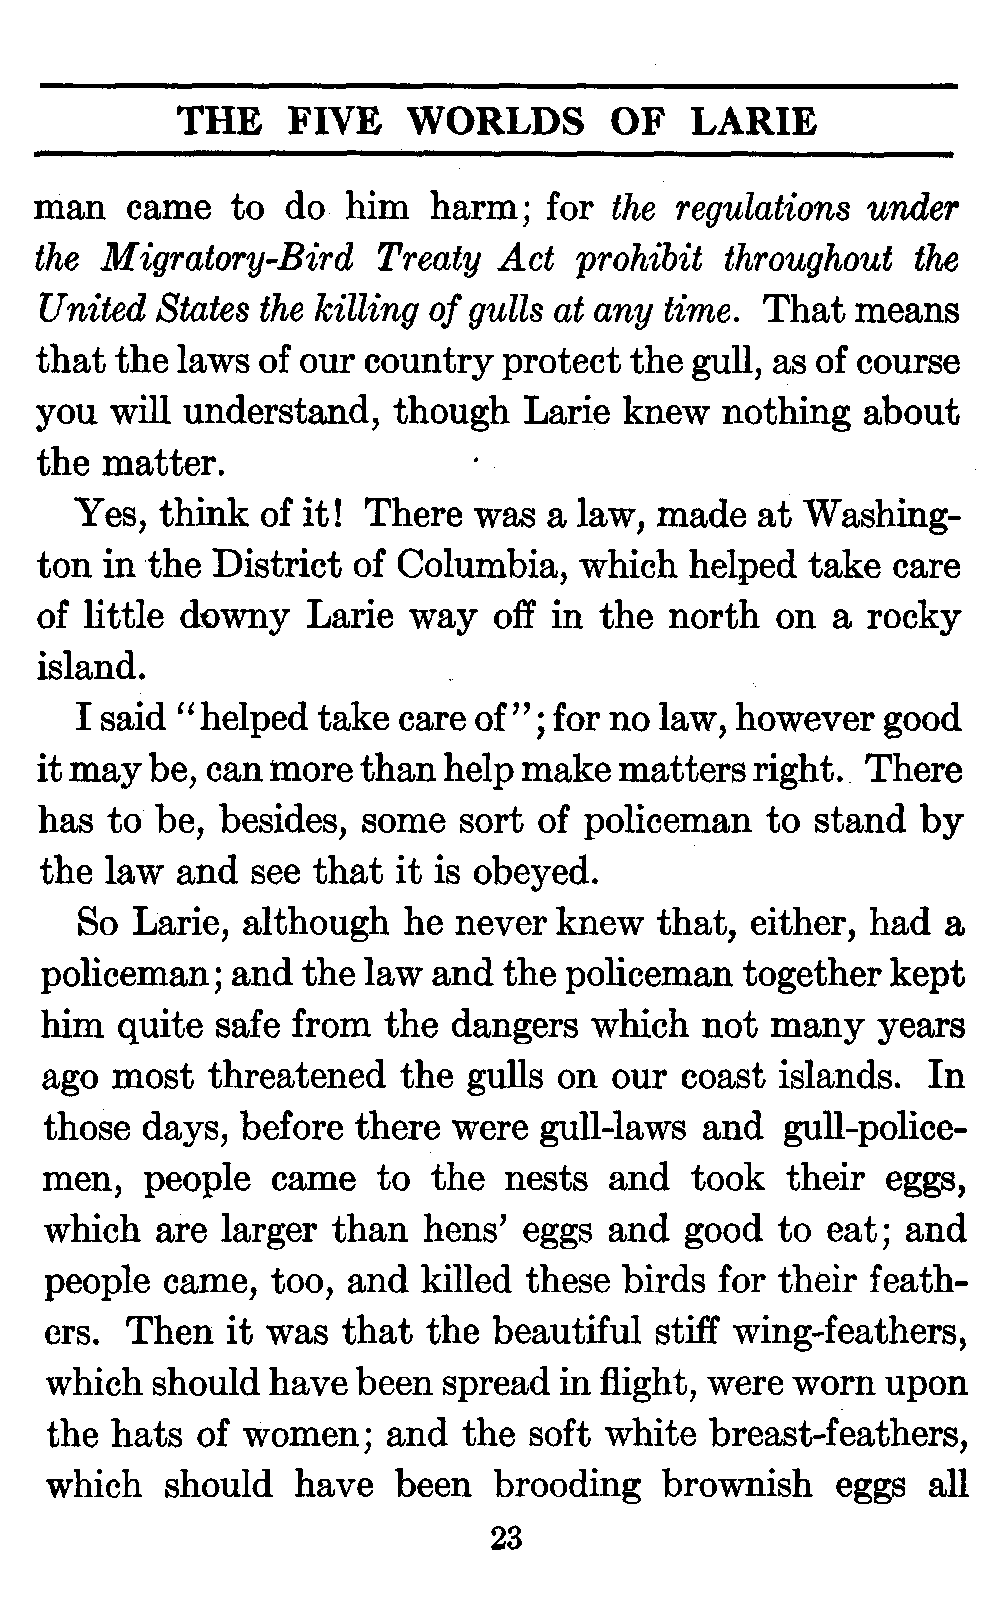 THE FIVE WORLDS OF LARIE
man came to do him harm; for the regulations under
the Migratory-Bird Treaty Act prohibit throughout the
United States the killing of gulls at any time. That means
that the laws of our country protect the gull, as of course
you will understand, though Larie knew nothing about
the matter.
Yes, think of it! There was a law, made at Washing-
ton in the District of Columbia, which helped take care
of little downy Larie way off in the north on a rocky
island.
I said "helped take care of"; for no law, however good
it may be, can more than help make matters right. There
has to be, besides, some sort of policeman to stand by
the law and see that it is obeyed.
So Larie, although he never knew that, either, had a
policeman; and the law and the policeman together kept
him quite safe from the dangers which not many years
ago most threatened the gulls on our coast islands. In
those days, before there were gull-laws and gull-police-
men, people came to the nests and took their eggs,
which are larger than hens' eggs and good to eat; and
people came, too, and killed these birds for their feath-
ers. Then it was that the beautiful stiff wing-feathers,
which should have been spread in flight, were worn upon
the hats of women; and the soft white breast-feathers,
which should have been brooding brownish eggs all
23